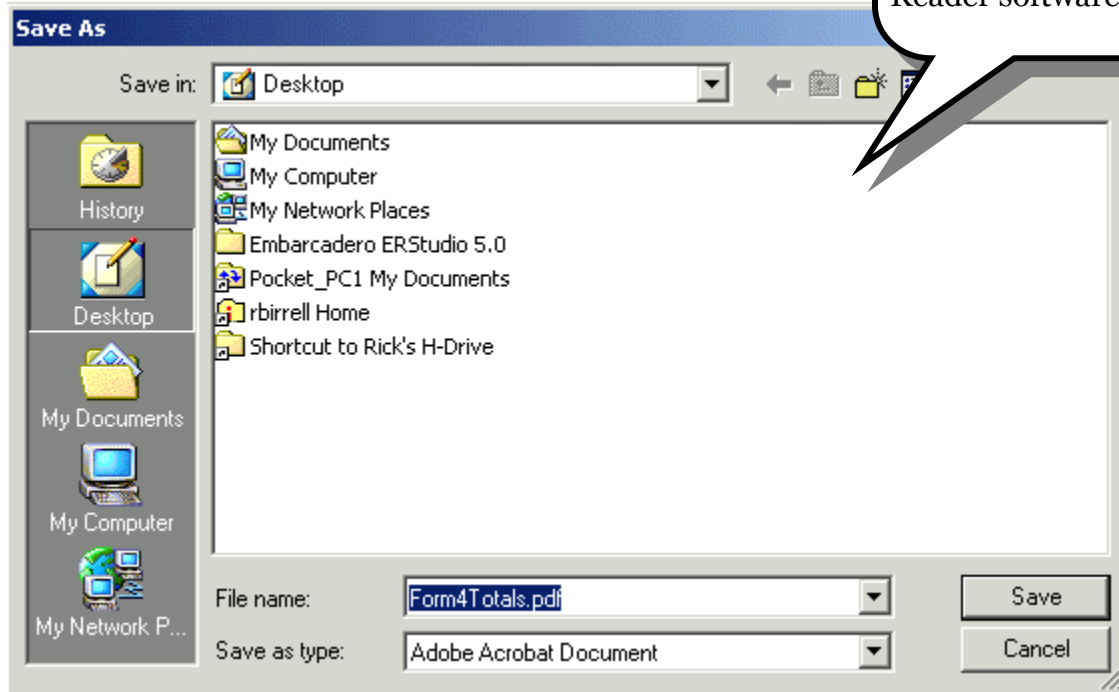 Reader software
Save As
Save in:
Desktop
History
Desktop
My Documents
My Computer
My Network P...
My Documents
My Computer
My Network Places
Embarcadero ERStudio 5.0
Pocket_PC1 My Documents
rbirrell Home
Shortcut to Rick's H-Drive
File name:
Form4Totals.pdf
Save
Save as type:
Adobe Acrobat Document
Cancel